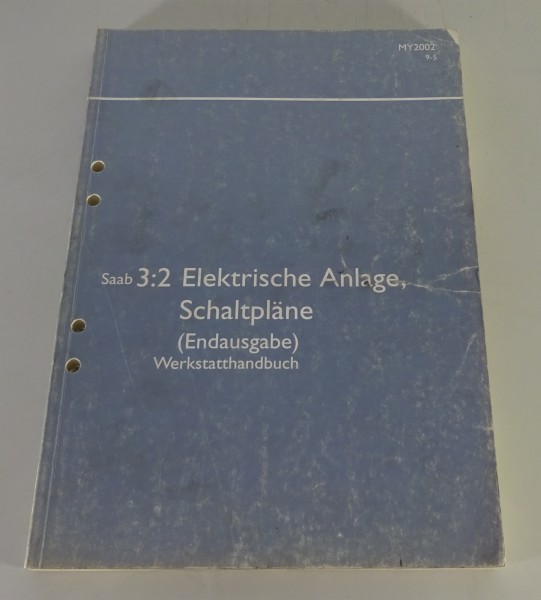 MY2002
9-5
Saab 3:2 Elektrische Anlage,
Schaltpläne
(Endausgabe)
Werkstatthandbuch